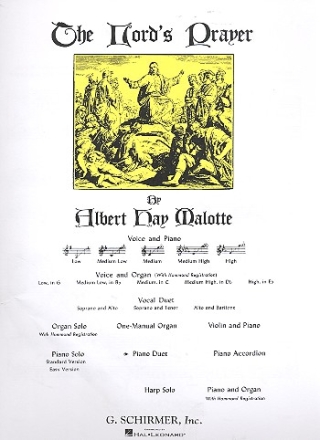 The Lord's Prayer
By
Albert Hay Malotte
Voice and Piano
Low Medium Low Medium Medium High High
Voice and Organ (With Hammond Registration)
Low, in G Medium Low, in B♭ Medium, in C Medium High, in D♭ High, in E♭
Vocal Duet
Soprano and Alto Soprano and Tenor Alto and Baritone
Organ Solo One-Manual Organ Violin and Piano
With Hammond Registration
Piano Solo • Piano Duet Piano Accordion
Standard Version
Easy Version
Harp Solo Piano and Organ
With Hammond Registration
G. SCHIRMER, Inc.
HAL•LEONARD